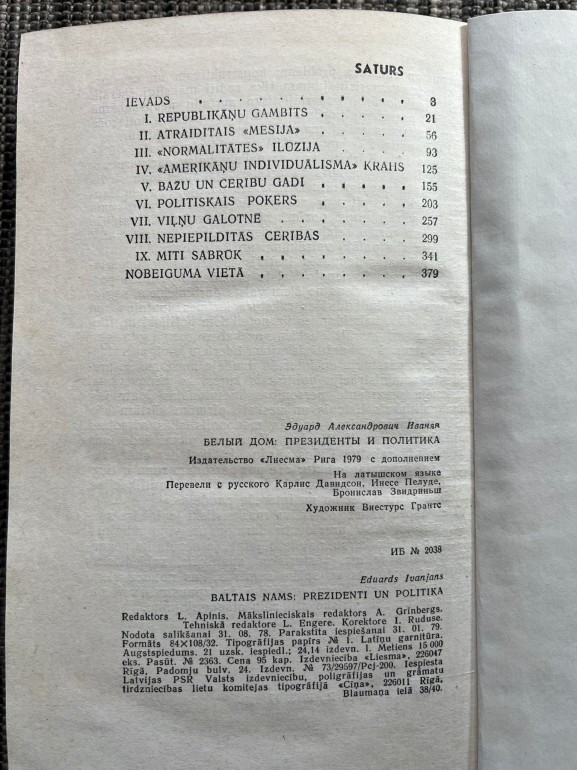 SATURS
IEVADS . . . . . . . . . . 3
I. REPUBLIKĀŅU GAMBITS . . . . 21
II. ATRAIDĪTAIS «MESIJA» . . . . 56
III. «NORMALITĀTES» ILŪZIJA . . . . 93
IV. «AMERIKĀŅU INDIVIDUĀLISMA» KRAHS 125
V. BAŽU UN CERĪBU GADI . . . . 155
VI. POLITISKAIS POKERS . . . . 203
VII. VIĻŅU GALOTNĒ . . . . . 257
VIII. NEPIEPILDĪTĀS CERĪBAS . . . . 299
IX. MĪTI SABRŪK . . . . . . 341
NOBEIGUMA VIETĀ . . . . . . . 379
Эдуард Александрович Иванян
БЕЛЫЙ ДОМ: ПРЕЗИДЕНТЫ И ПОЛИТИКА
Издательство «Лиесма» Рига 1979 с дополнением
На латышском языке
Перевели с русского Карлис Давидсон, Инесе Пелуде,
Бронислав Звидриньш
Художник Виестурс Грантс
ИБ № 2038
Eduards Ivanjans
BALTAIS NAMS: PREZIDENTI UN POLITIKA
Redaktors L. Apinis. Mākslinieciskais redaktors A. Grīnbergs.
Tehniskā redaktore L. Engere. Korektore I. Ruduse.
Nodota salikšanai 31. 08. 78. Parakstīta iespiešanai 31. 01. 79.
Formāts 84×108/32. Tipogrāfijas papīrs № 1. Latīņu garnitūra.
Augstspiedums. 21 uzsk. iespiedl.; 24,14 izdevn. l. Metiens 15 000
eks. Pasūt. № 2363. Cena 95 kap. Izdevniecība «Liesma», 226047
Rīgā, Padomju bulv. 24. Izdevn. № 73/29597/Pcj-200. Iespiesta
Latvijas PSR Valsts izdevniecību, poligrāfijas un grāmatu
tirdzniecības lietu komitejas tipogrāfijā «Cīņa», 226011 Rīgā,
Blaumaņa ielā 38/40.